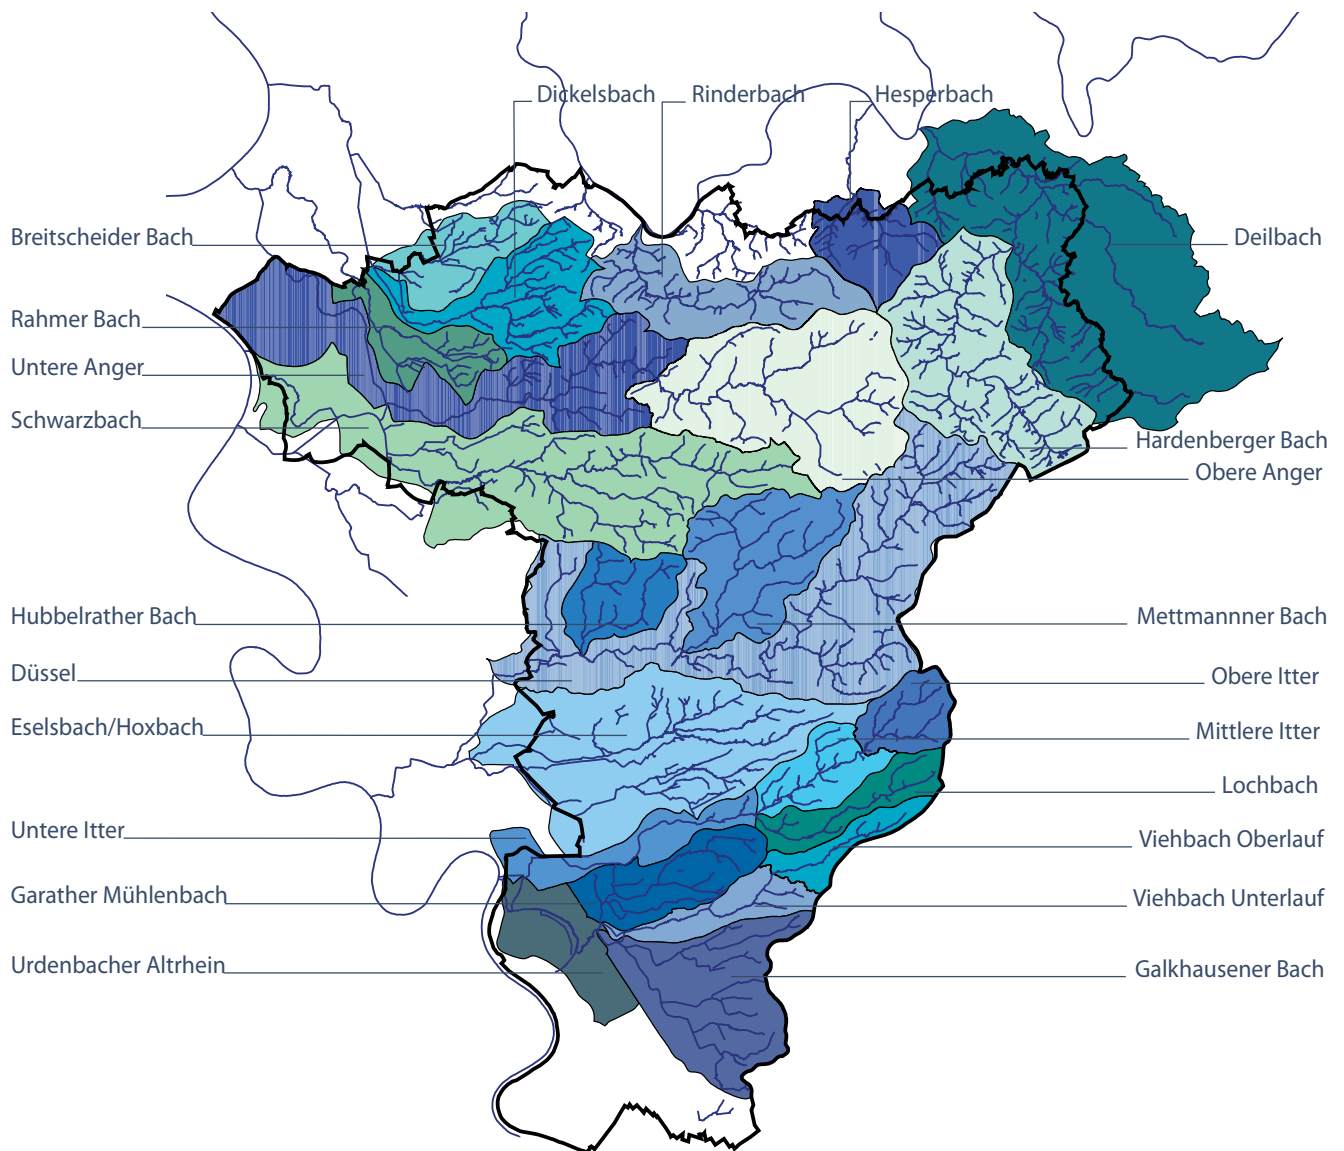 Dickelsbach
Rinderbach
Hesperbach
Breitscheider Bach
Deilbach
Rahmer Bach
Untere Anger
Schwarzbach
Hardenberger Bach
Obere Anger
Hubbelrather Bach
Mettmannner Bach
Düssel
Obere Itter
Eselsbach/Hoxbach
Mittlere Itter
Lochbach
Untere Itter
Viehbach Oberlauf
Garather Mühlenbach
Viehbach Unterlauf
Urdenbacher Altrhein
Galkhausener Bach